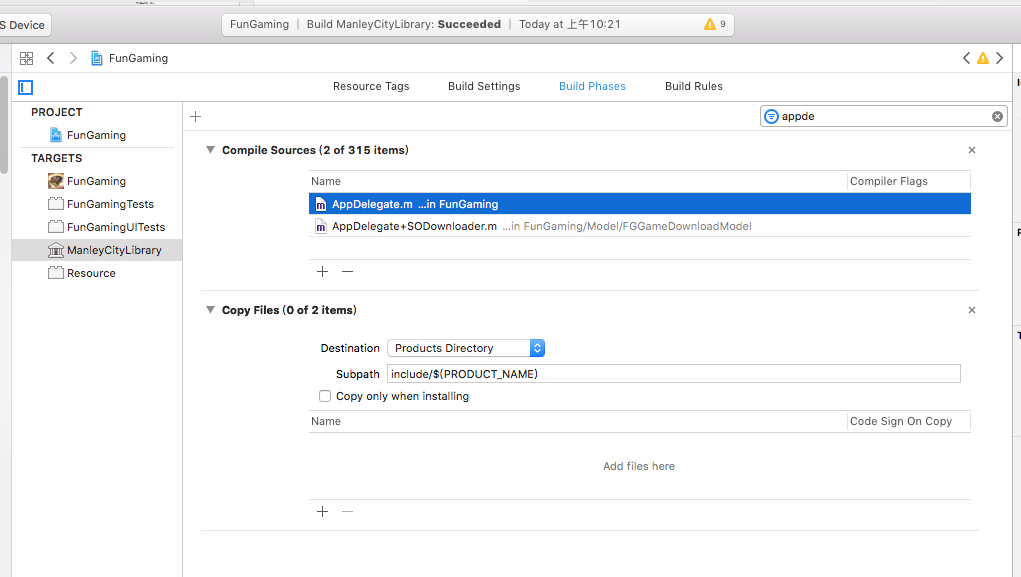 S Device
FunGaming | Build ManleyCityLibrary: Succeeded | Today at 上午10:21
9
FunGaming
Resource Tags Build Settings Build Phases Build Rules
PROJECT
FunGaming
TARGETS
FunGaming
FunGamingTests
FunGamingUITests
ManleyCityLibrary
Resource
appde
Compile Sources (2 of 315 items)
Name Compiler Flags
AppDelegate.m ...in FunGaming
AppDelegate+SODownloader.m ...in FunGaming/Model/FGGameDownloadModel
Copy Files (0 of 2 items)
Destination Products Directory
Subpath include/$(PRODUCT_NAME)
Copy only when installing
Name Code Sign On Copy
Add files here